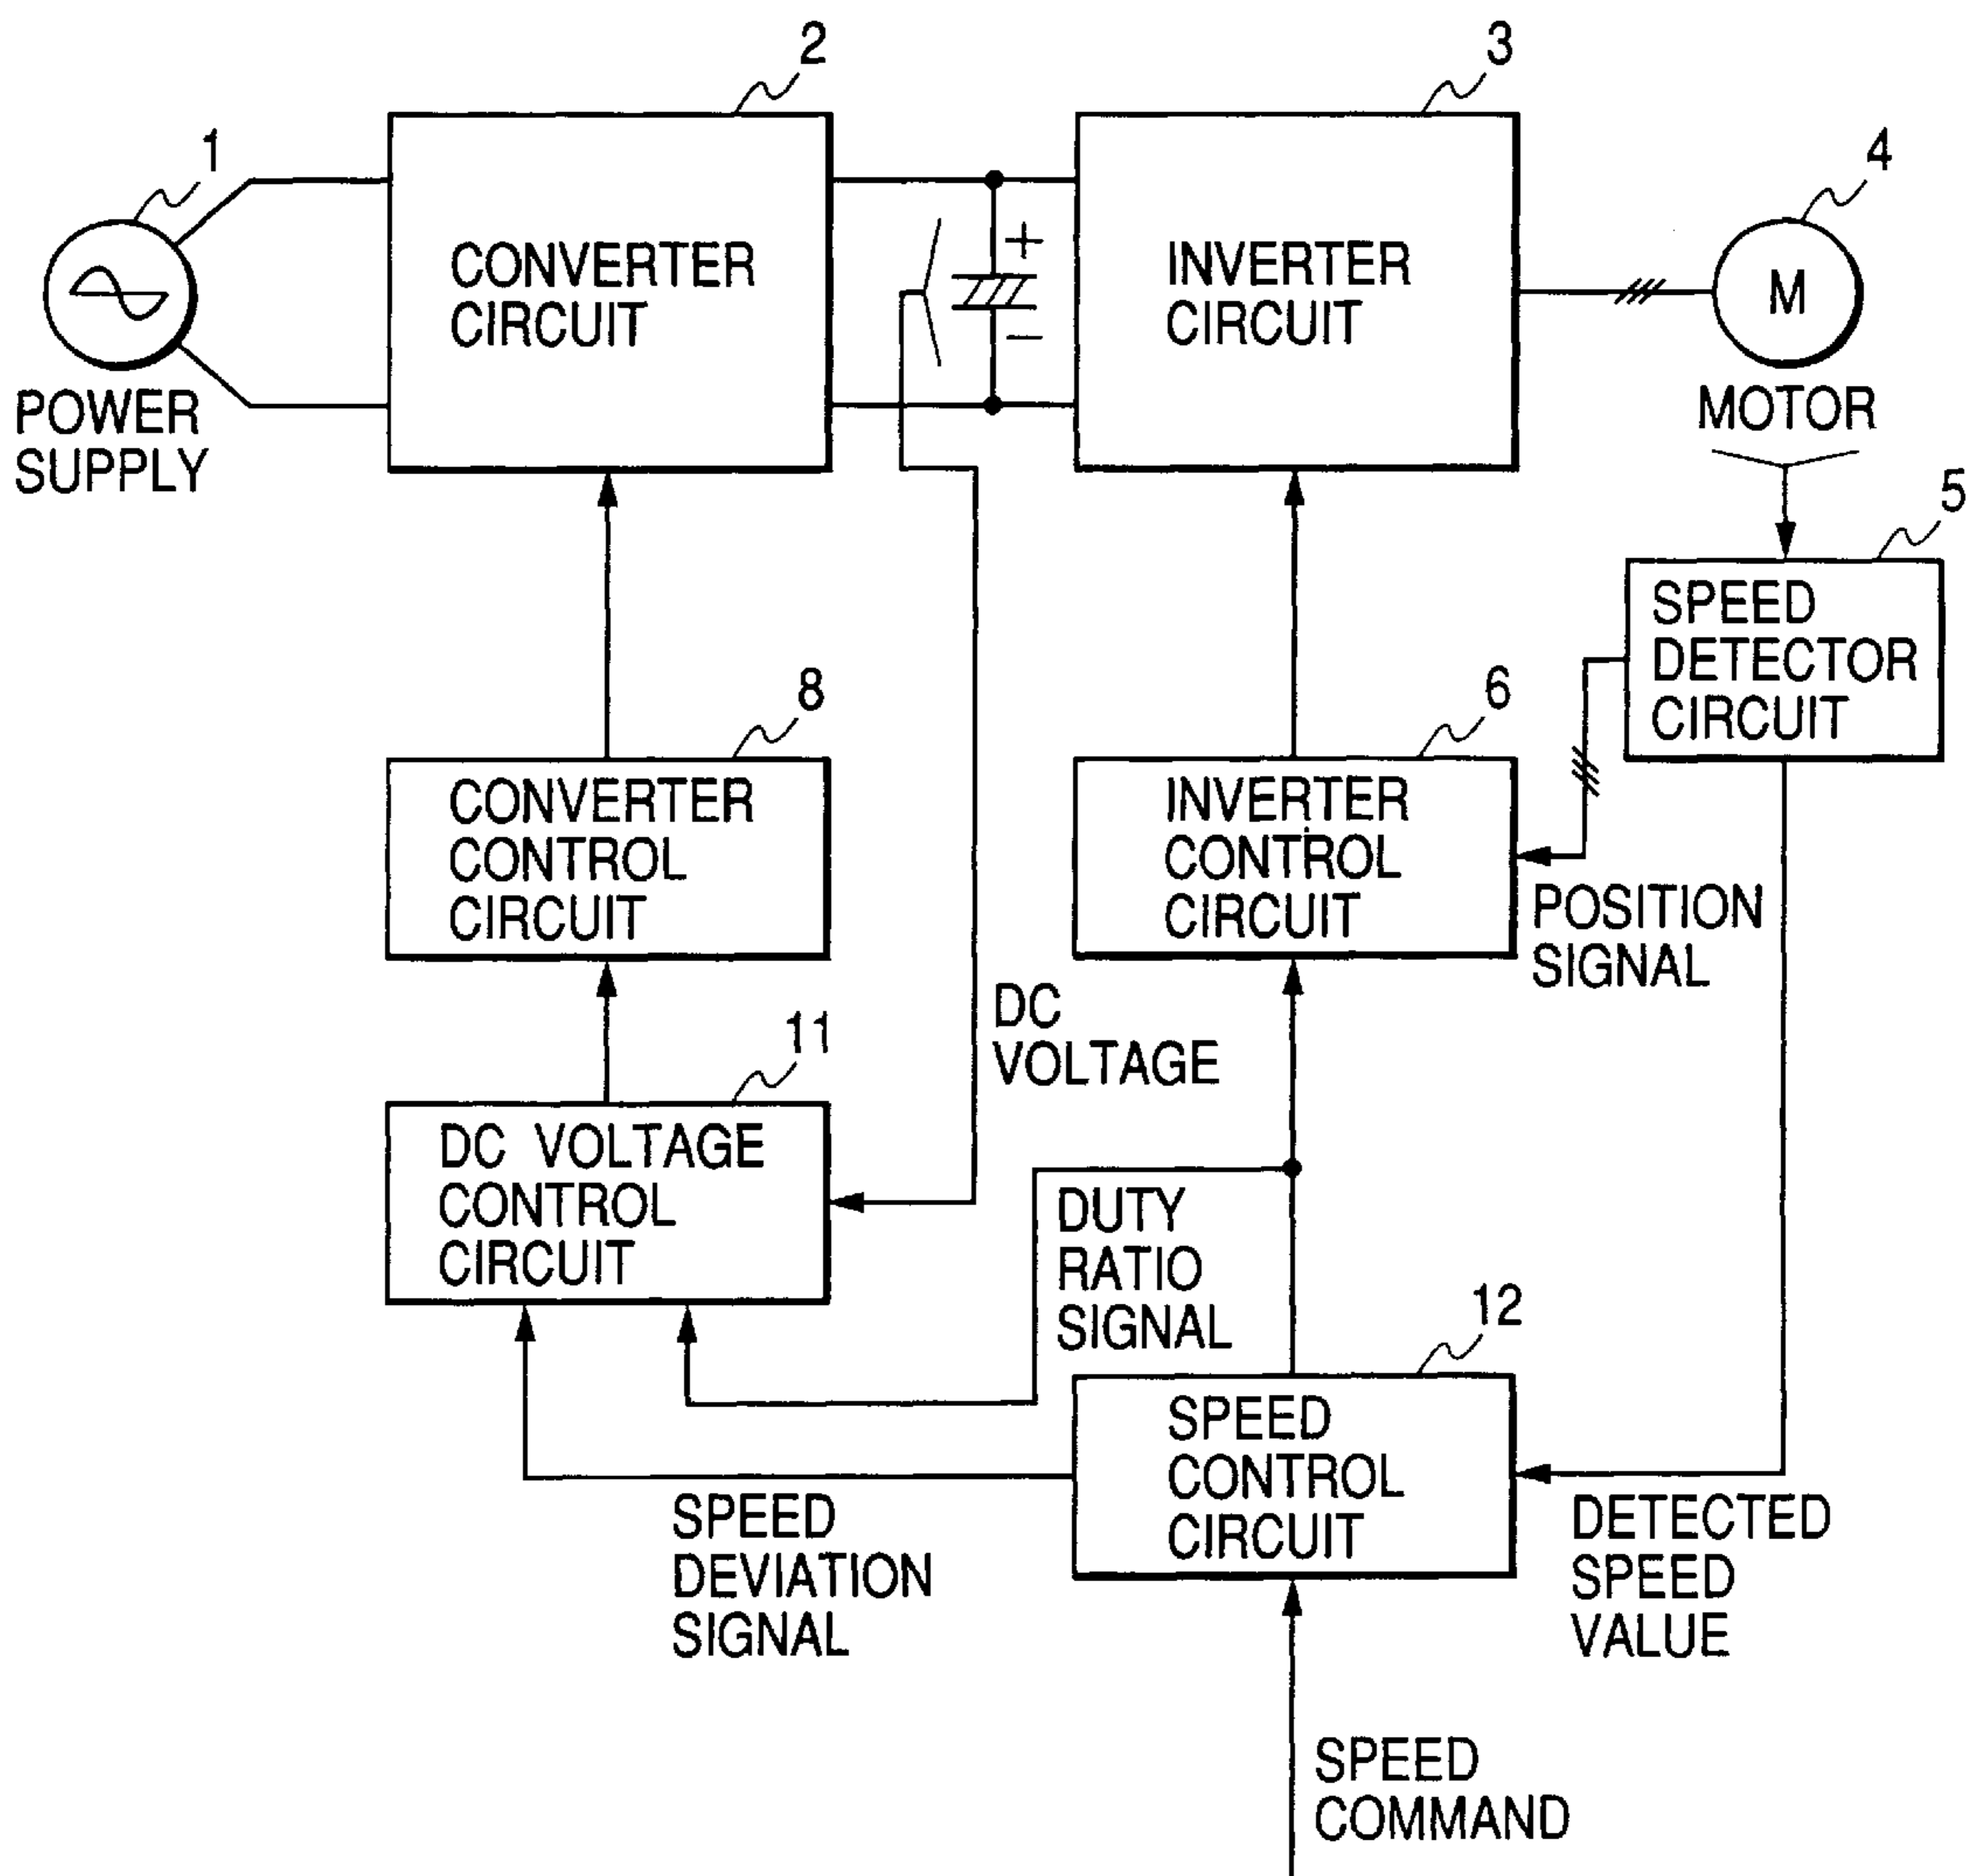 2
3
1
4
CONVERTER
CIRCUIT
+
−
INVERTER
CIRCUIT
M
POWER
SUPPLY
MOTOR
5
SPEED
DETECTOR
CIRCUIT
8
CONVERTER
CONTROL
CIRCUIT
6
INVERTER
CONTROL
CIRCUIT
POSITION
SIGNAL
DC
VOLTAGE
11
DC VOLTAGE
CONTROL
CIRCUIT
DUTY
RATIO
SIGNAL
12
SPEED
CONTROL
CIRCUIT
SPEED
DEVIATION
SIGNAL
DETECTED
SPEED
VALUE
SPEED
COMMAND